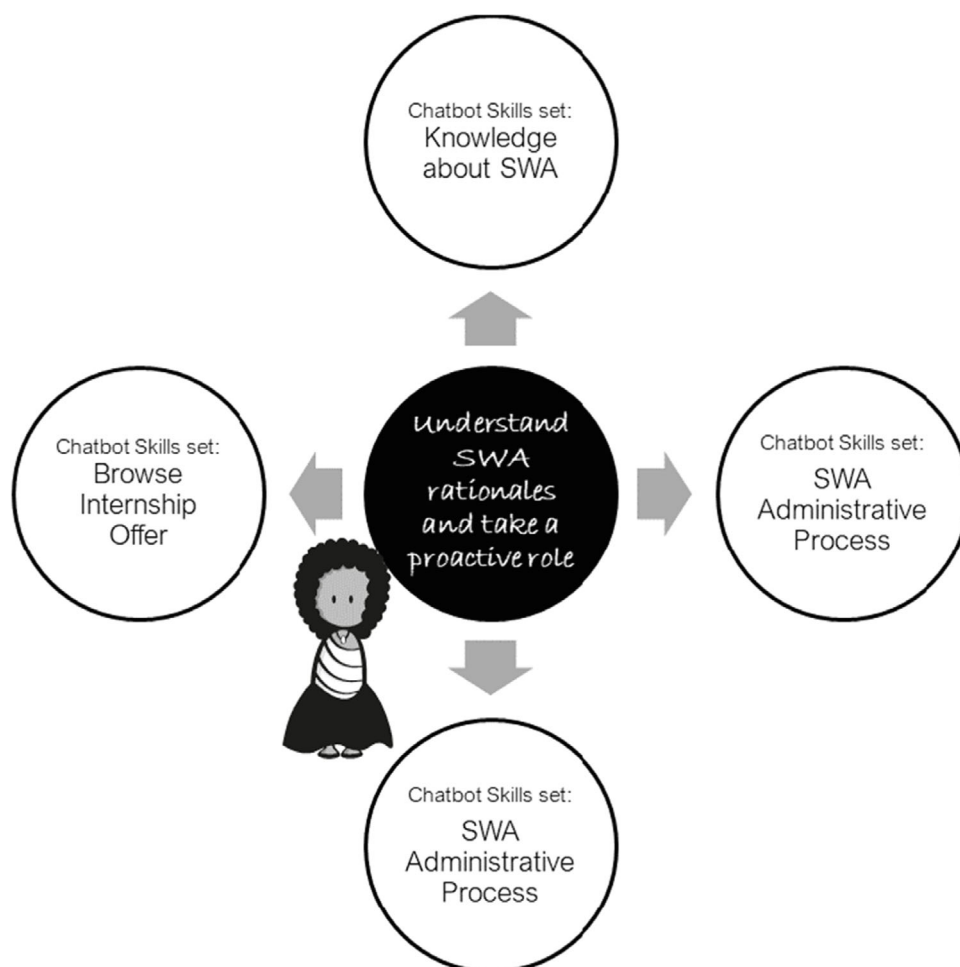 Chatbot Skills set:
Knowledge
about SWA
Chatbot Skills set:
Browse
Internship
Offer
Understand
SWA
rationales
and take a
proactive role
Chatbot Skills set:
SWA
Administrative
Process
Chatbot Skills set:
SWA
Administrative
Process